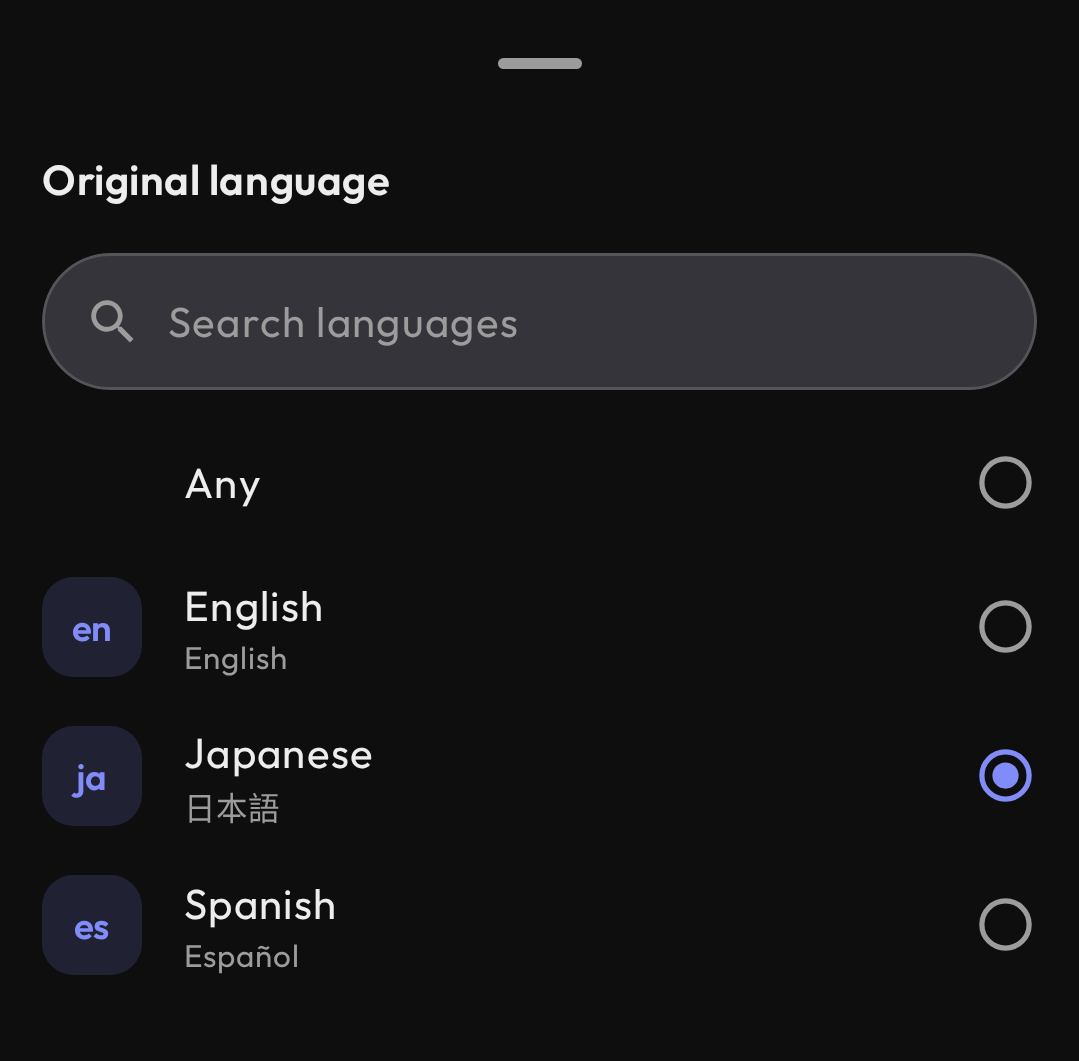 Original language
Search languages
Any
en
English
English
ja
Japanese
日本語
es
Spanish
Español